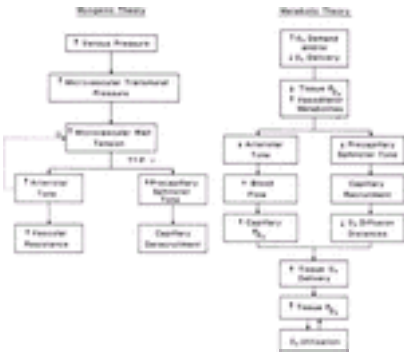 Myogenic Theory
↑ Venous Pressure
↑ Microvascular Transmural
Pressure
↑ Microvascular Wall
Tension
↑ Arteriolar
Tone
↑ Precapillary
Sphincter
Tone
↑ Vascular
Resistance
Capillary
Derecruitment
Metabolic Theory
↑ O₂ Demand
and/or
↓ O₂ Delivery
↓ Tissue PO₂
↑ Vasodilator
Metabolites
↓ Arteriolar
Tone
↓ Precapillary
Sphincter Tone
↑ Blood
Flow
Capillary
Recruitment
↑ Capillary
PO₂
↓ O₂ Diffusion
Distances
↑ Tissue O₂
Delivery
↑ Tissue PO₂
O₂ Utilization